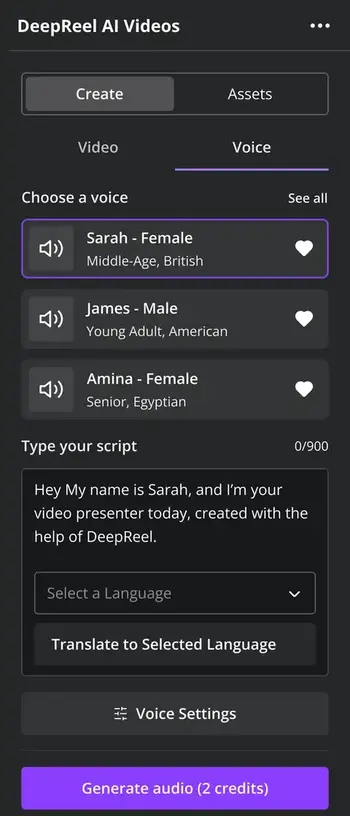 DeepReel AI Videos
Create
Assets
Video
Voice
Choose a voice
See all
Sarah - Female
Middle-Age, British
James - Male
Young Adult, American
Amina - Female
Senior, Egyptian
Type your script
0/900
Hey My name is Sarah, and I’m your
video presenter today, created with the
help of DeepReel.
Select a Language
Translate to Selected Language
Voice Settings
Generate audio (2 credits)